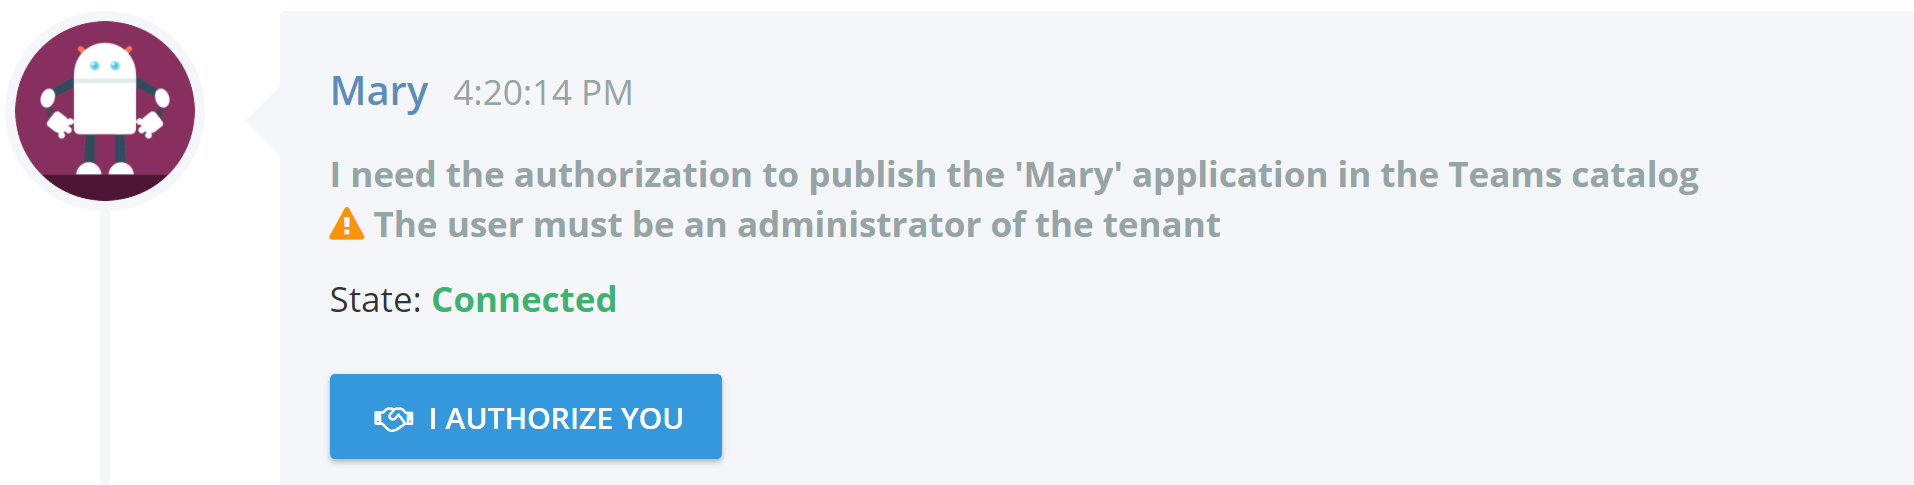 Mary 4:20:14 PM
I need the authorization to publish the 'Mary' application in the Teams catalog
The user must be an administrator of the tenant
State: Connected
I AUTHORIZE YOU